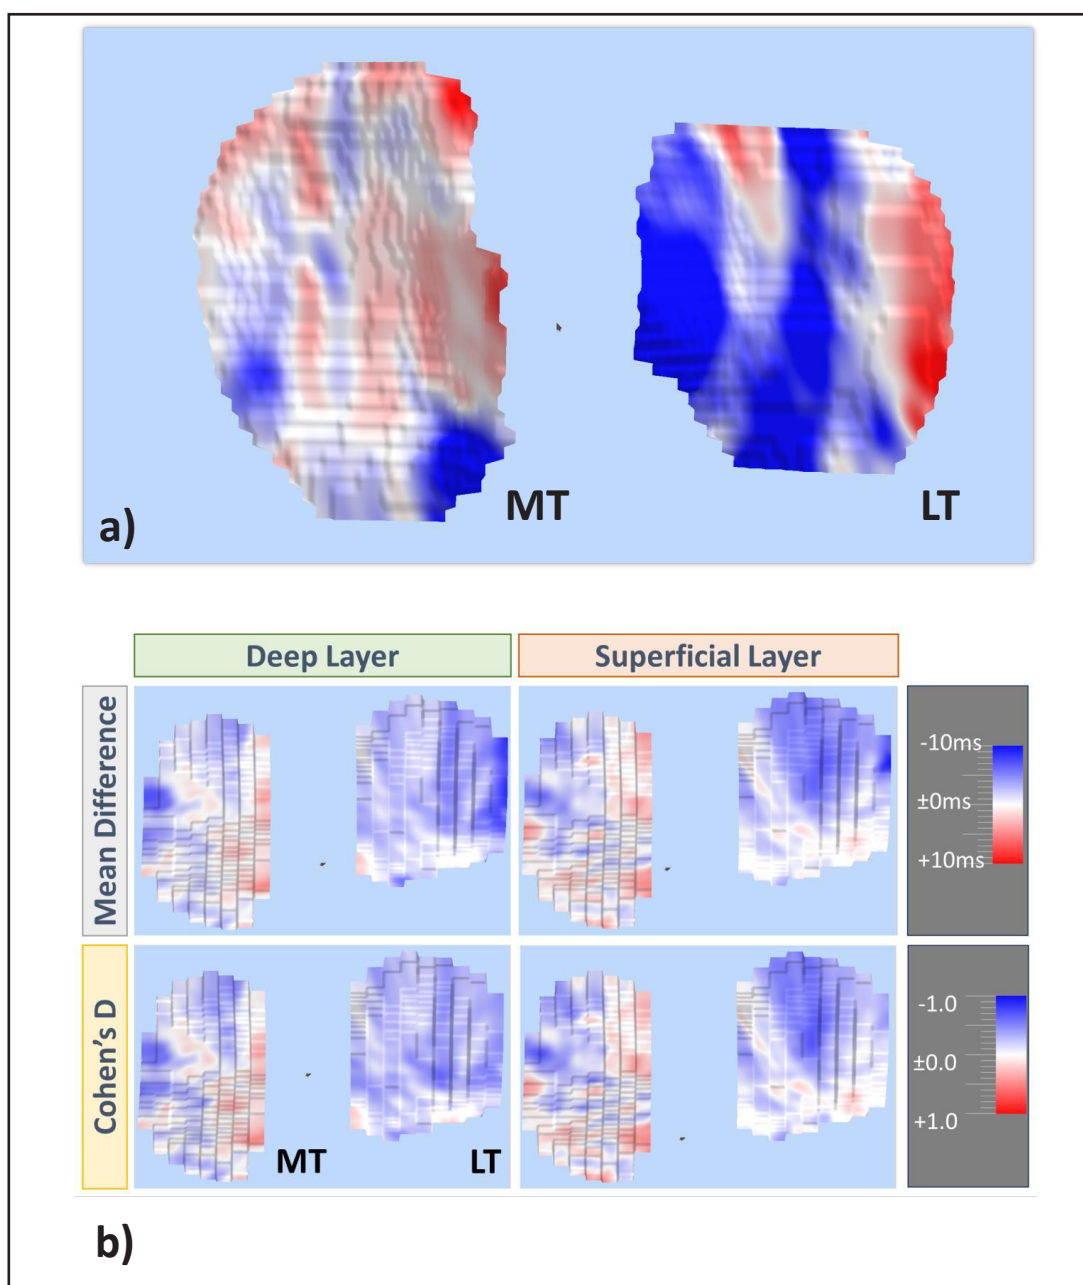 MT
LT
a)
Deep Layer
Superficial Layer
Mean Difference
-10ms
±0ms
+10ms
Cohen's D
-1.0
±0.0
+1.0
MT
LT
b)